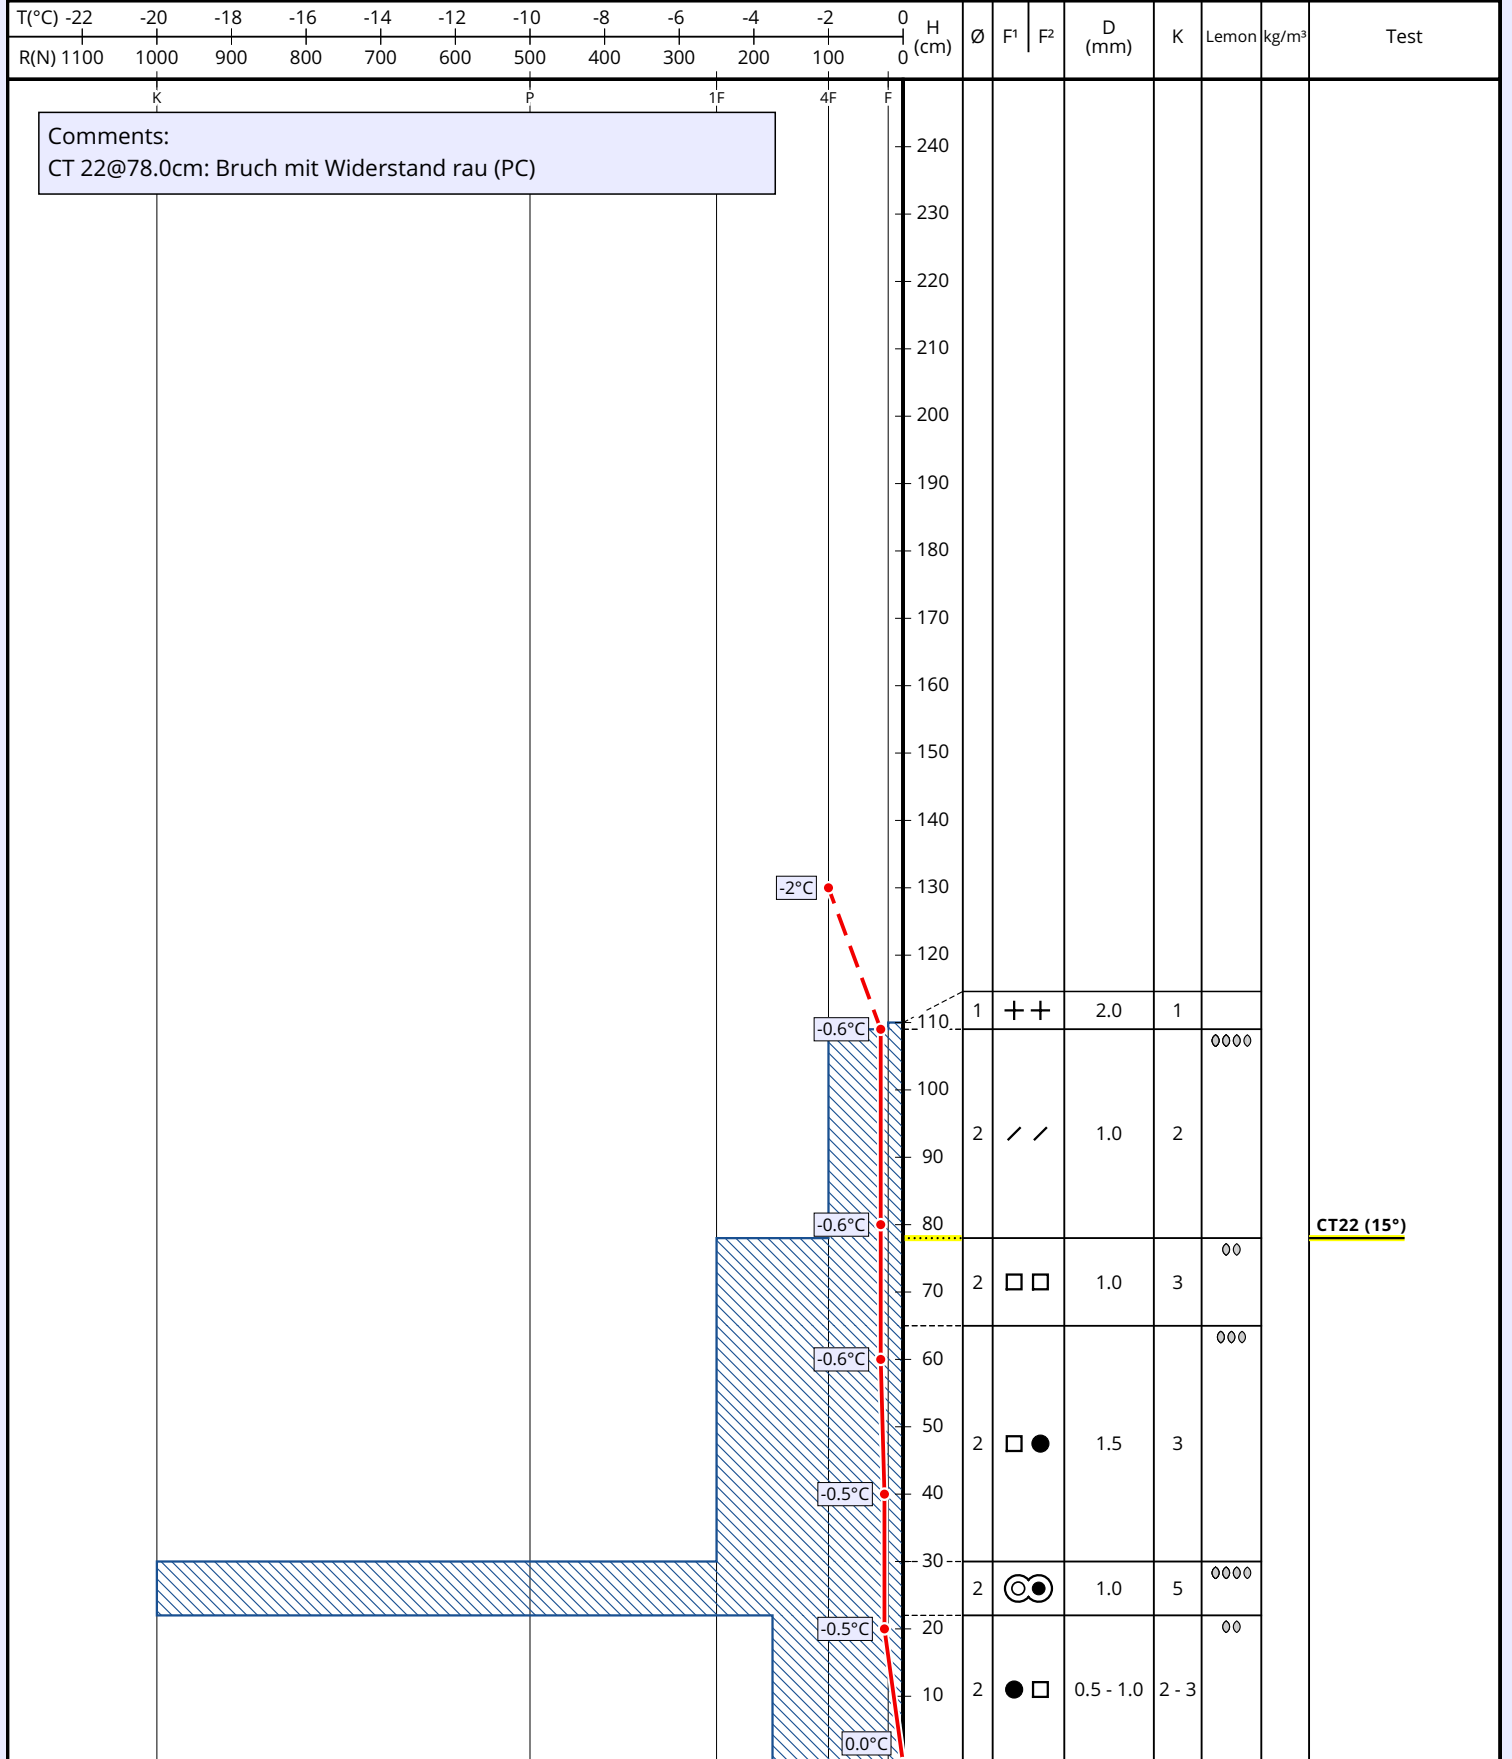 T(°C) -22 -20 -18 -16 -14 -12 -10 -8 -6 -4 -2 0
R(N) 1100 1000 900 800 700 600 500 400 300 200 100 0
H (cm) Ø F¹ F² D (mm) K Lemon kg/m³ Test
K P 1F 4F F
Comments:
CT 22@78.0cm: Bruch mit Widerstand rau (PC)
240
230
220
210
200
190
180
170
160
150
140
-2°C 130
120
110 1 + + 2.0 1
-0.6°C
100
2 1.0 2
90
-0.6°C 80 CT22 (15°)
70 2 1.0 3
-0.6°C 60
50
2 1.5 3
-0.5°C 40
30
2 1.0 5
-0.5°C 20
10 2 0.5 - 1.0 2 - 3
0.0°C